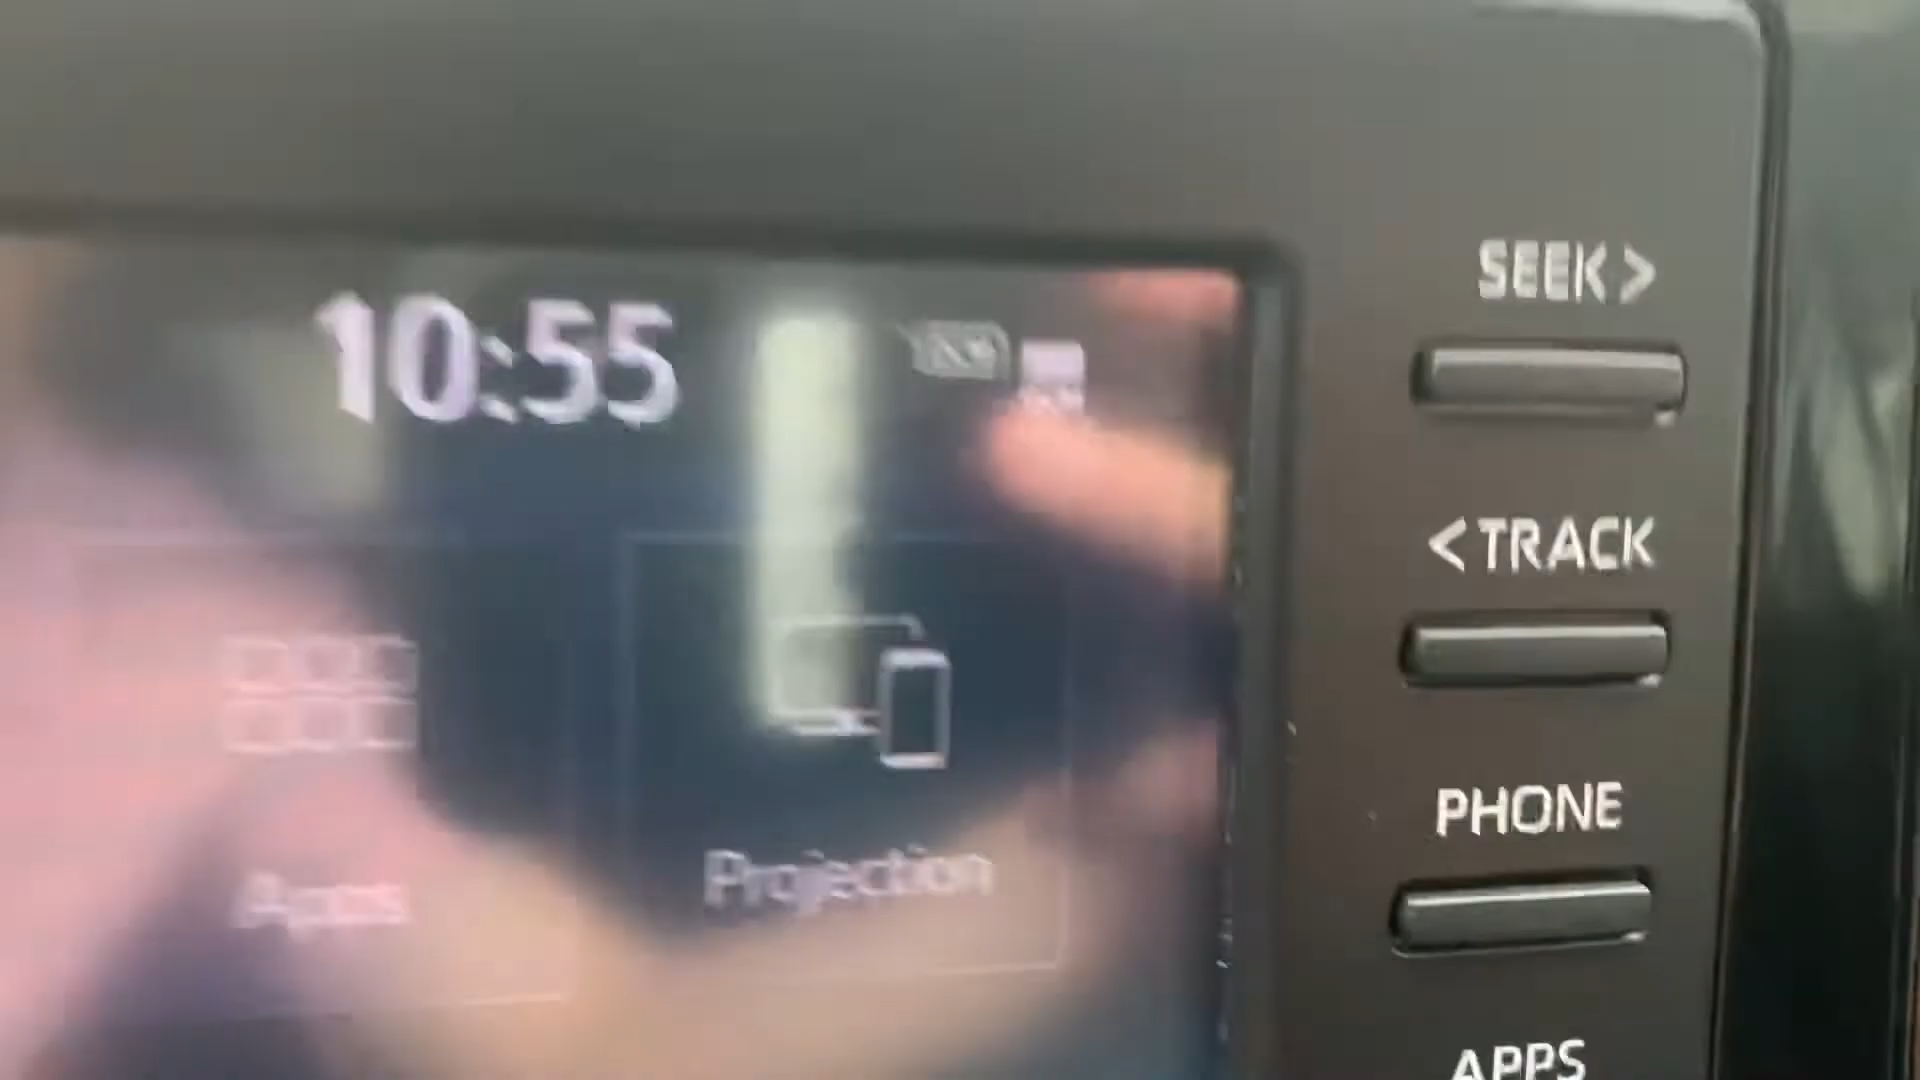 10:55
SEEK >
< TRACK
PHONE
Apps
Projection
APPS